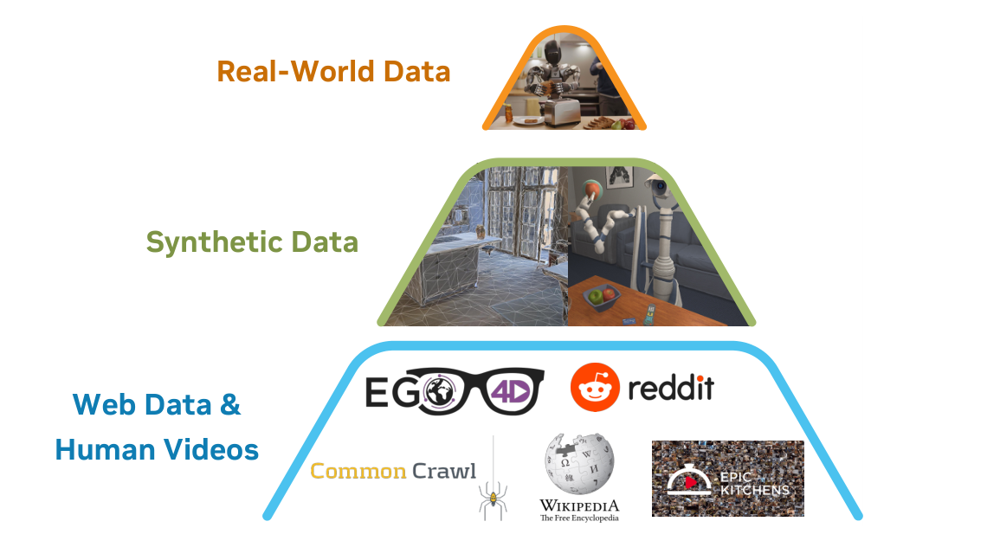 Real-World Data
Synthetic Data
Web Data &
Human Videos
EGO 4D
reddit
Common Crawl
WIKIPEDIA
The Free Encyclopedia
EPIC
KITCHENS